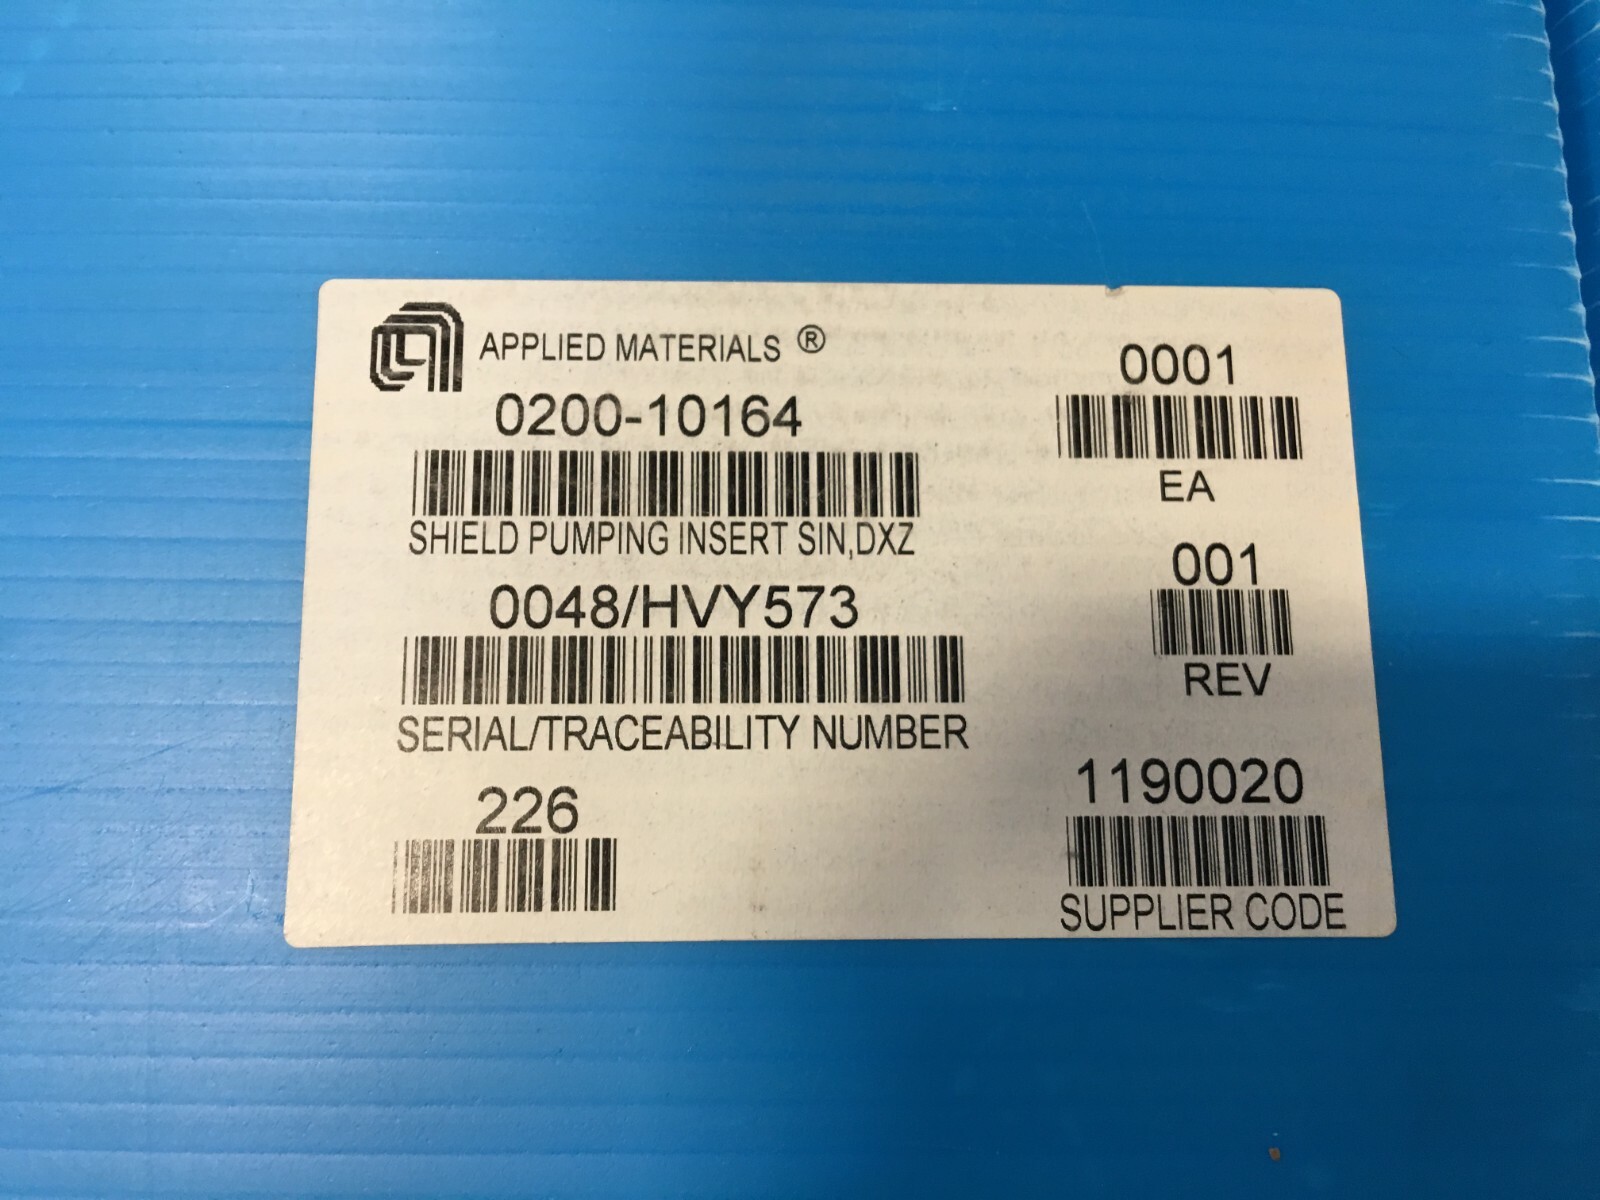 APPLIED MATERIALS ®
0200-10164
SHIELD PUMPING INSERT SIN,DXZ
0048/HVY573
SERIAL/TRACEABILITY NUMBER
226
0001
EA
001
REV
1190020
SUPPLIER CODE